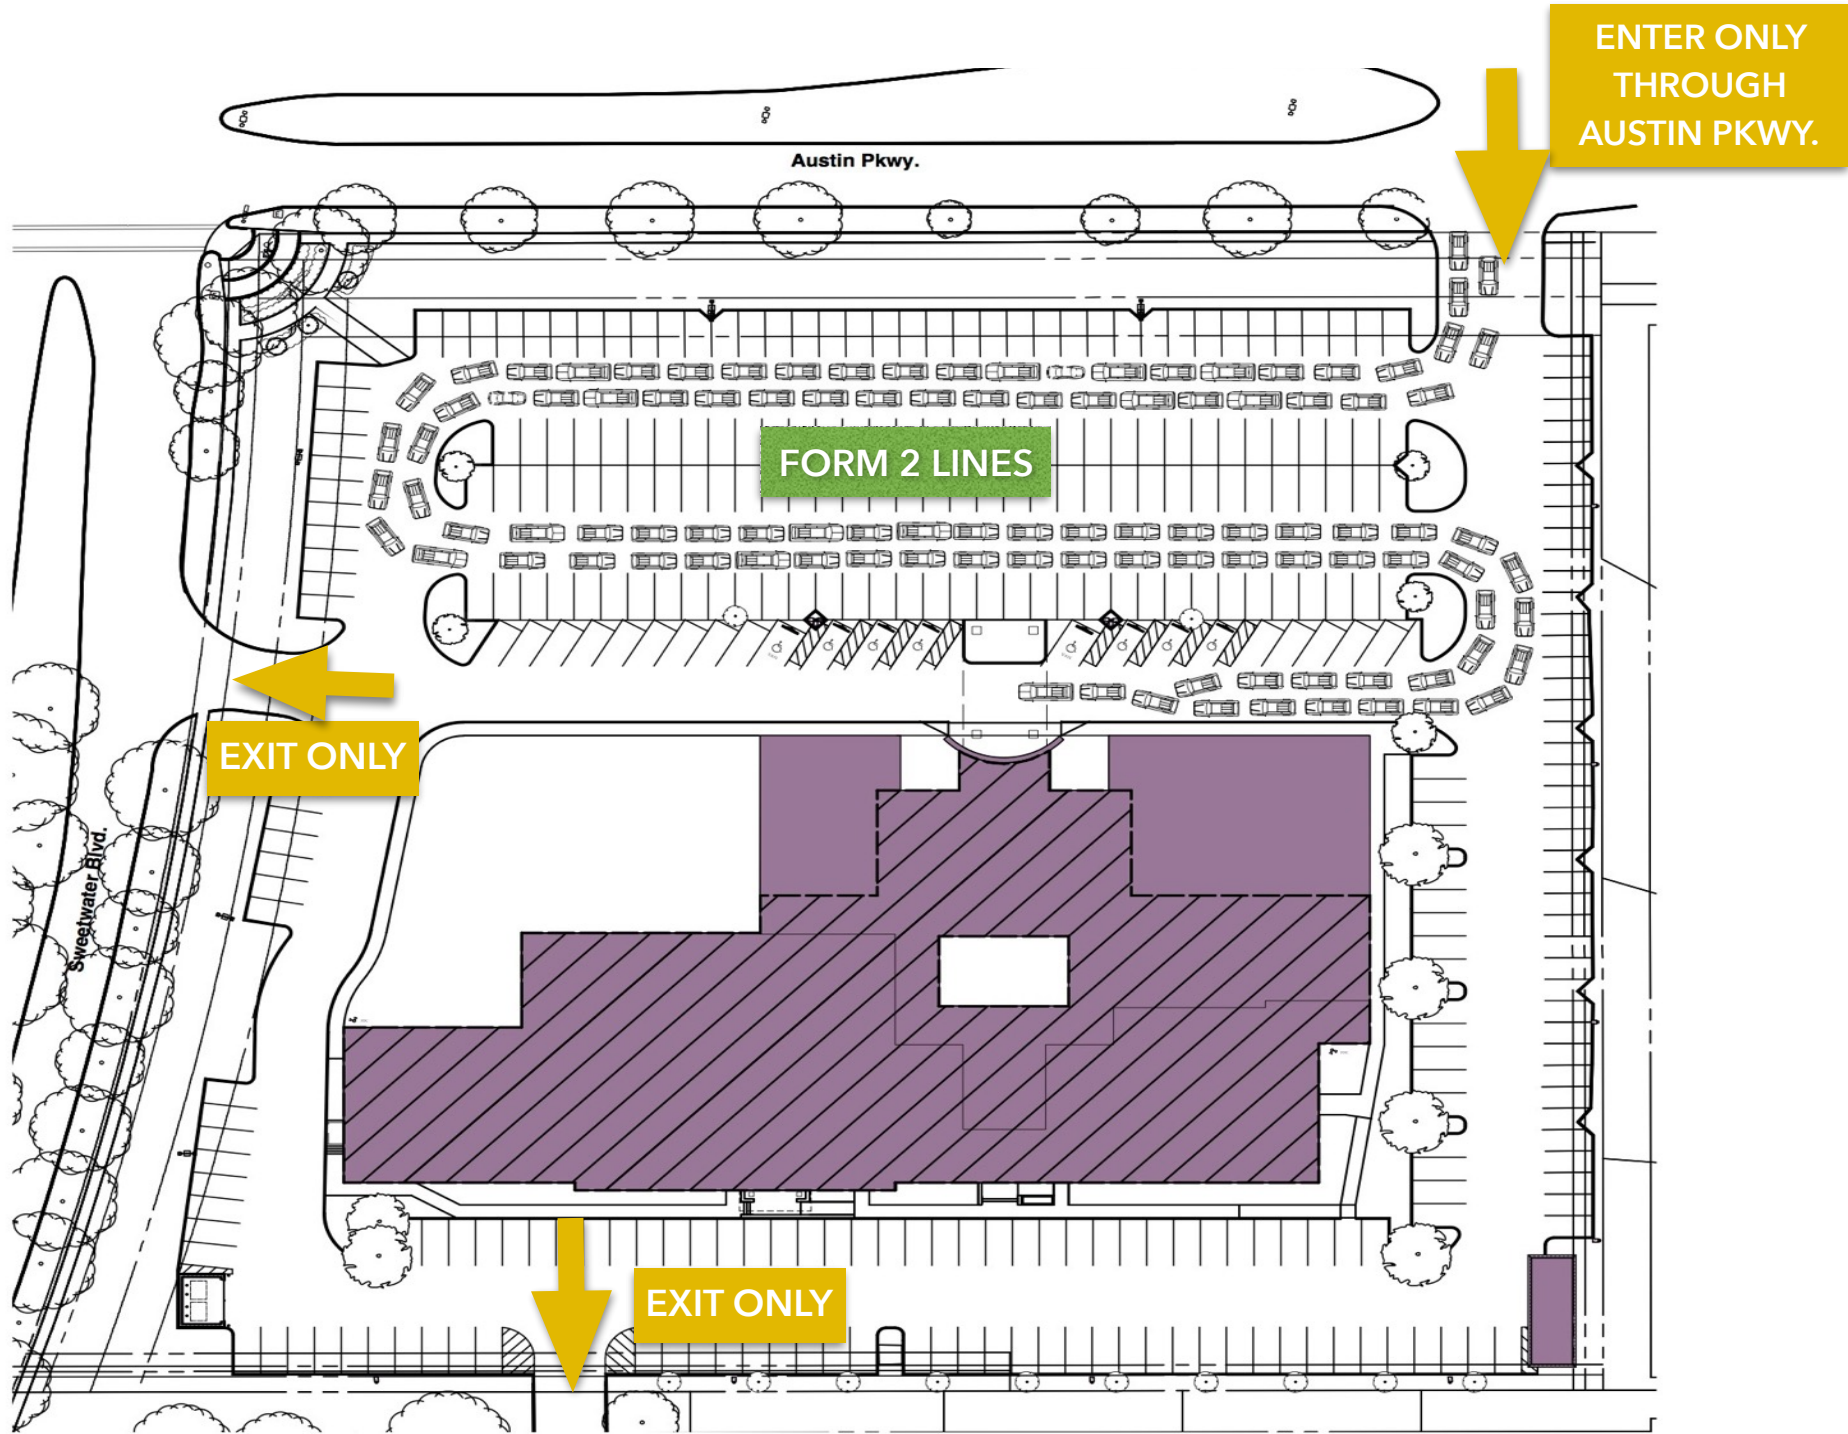 ENTER ONLY
THROUGH
AUSTIN PKWY.
Austin Pkwy.
FORM 2 LINES
EXIT ONLY
Sweetwater Blvd.
EXIT ONLY